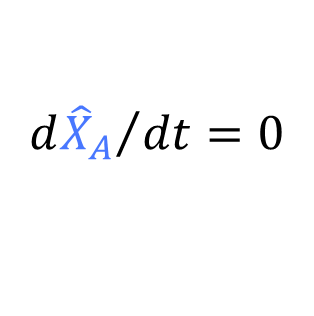 dX̂_A/dt = 0